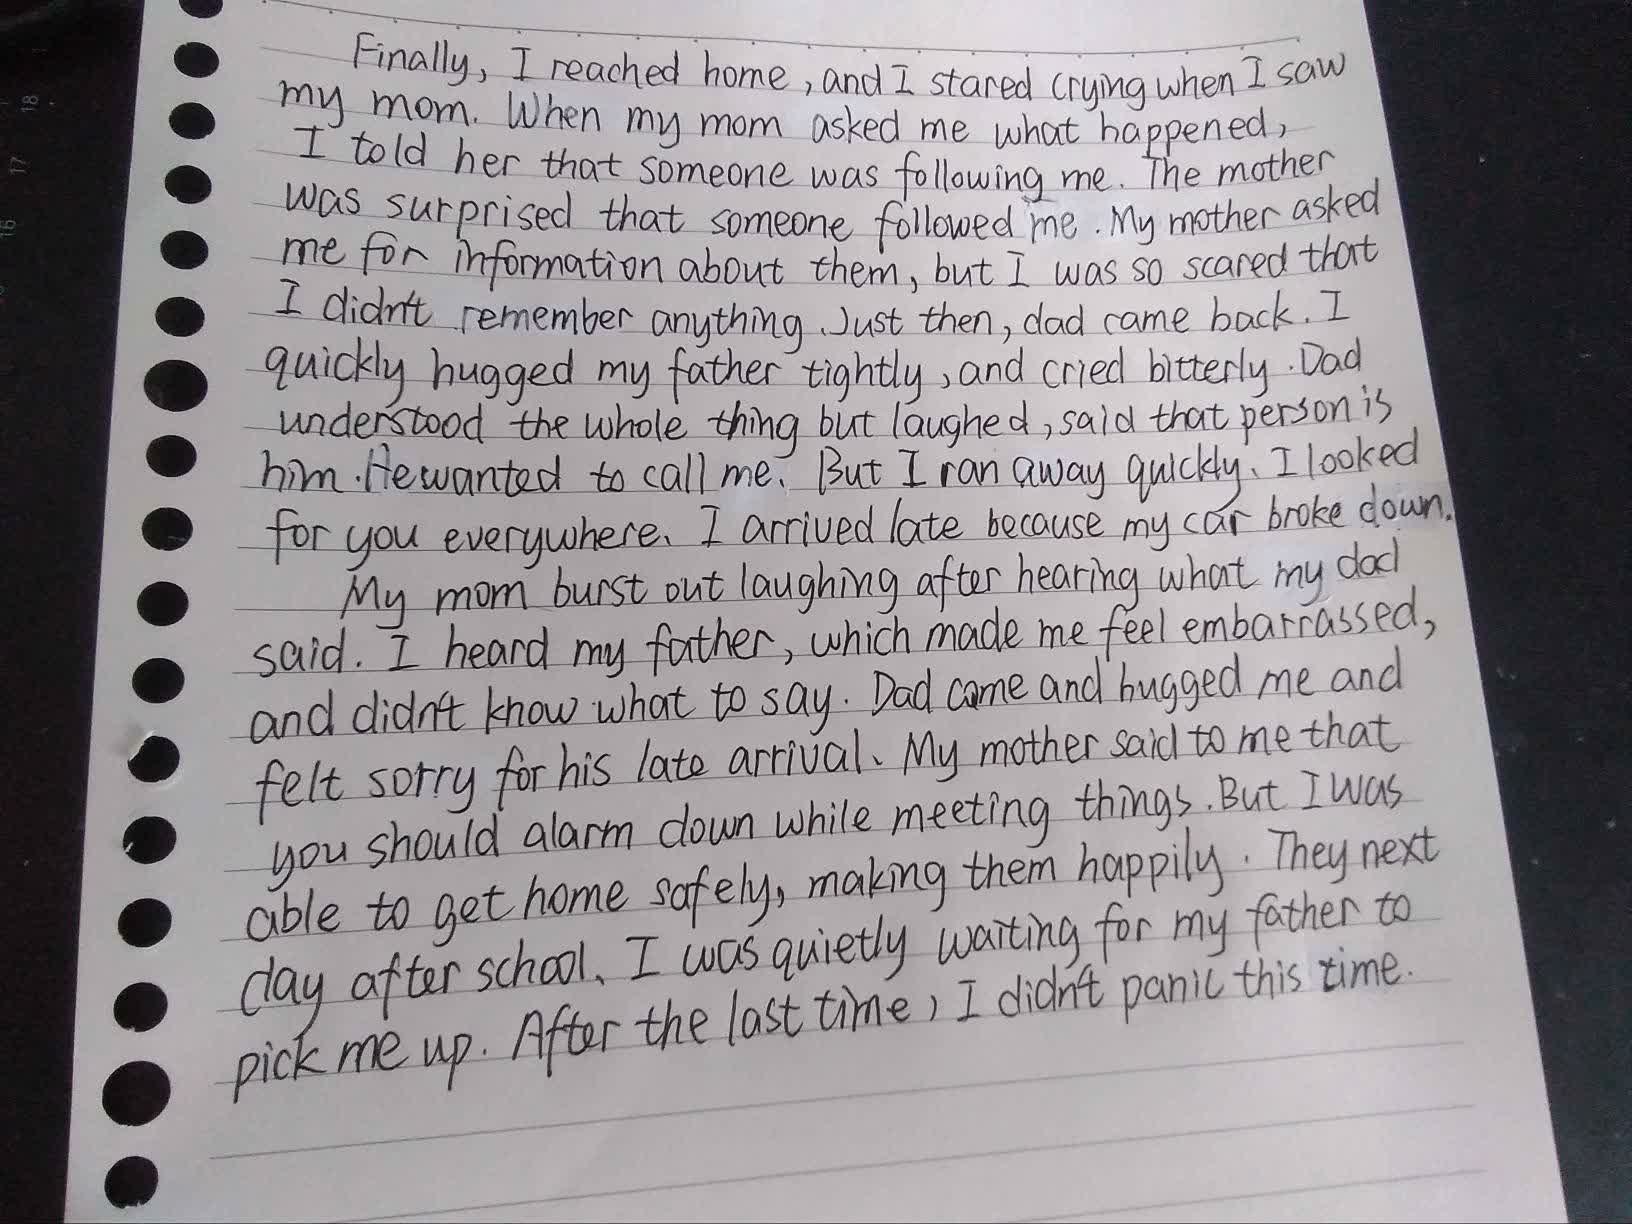 Finally, I reached home, and I stared crying when I saw
my mom. When my mom asked me what happened,
I told her that someone was following me. The mother
was surprised that someone followed me. My mother asked
me for information about them, but I was so scared that
I didn't remember anything. Just then, dad came back. I
quickly hugged my father tightly, and cried bitterly. Dad
understood the whole thing but laughed, said that person is
him. He wanted to call me. But I ran away quickly. I looked
for you everywhere. I arrived late because my car broke down.
My mom burst out laughing after hearing what my dad
said. I heard my father, which made me feel embarrassed,
and didn't know what to say. Dad came and hugged me and
felt sorry for his late arrival. My mother said to me that
you should alarm down while meeting things. But I was
able to get home safely, making them happily. They next
day after school. I was quietly waiting for my father to
pick me up. After the last time, I didn't panic this time.
18
17
16